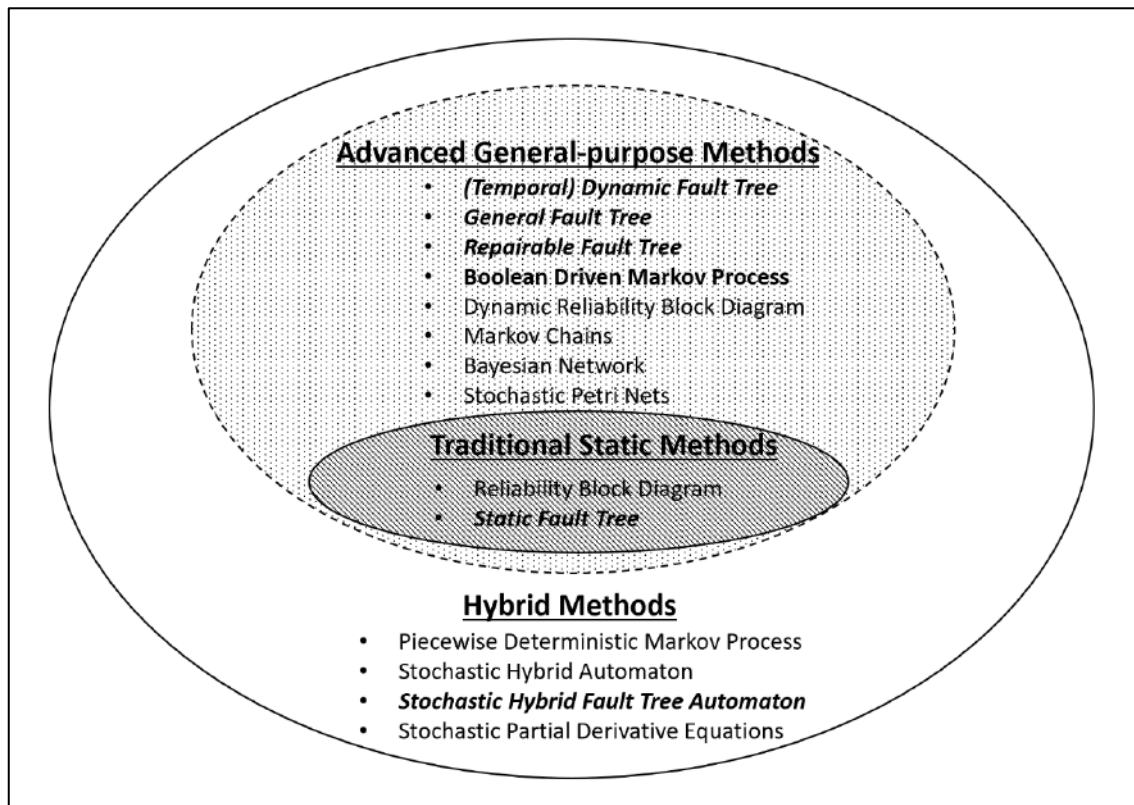 Advanced General-purpose Methods
• (Temporal) Dynamic Fault Tree
• General Fault Tree
• Repairable Fault Tree
• Boolean Driven Markov Process
• Dynamic Reliability Block Diagram
• Markov Chains
• Bayesian Network
• Stochastic Petri Nets
Traditional Static Methods
• Reliability Block Diagram
• Static Fault Tree
Hybrid Methods
• Piecewise Deterministic Markov Process
• Stochastic Hybrid Automaton
• Stochastic Hybrid Fault Tree Automaton
• Stochastic Partial Derivative Equations